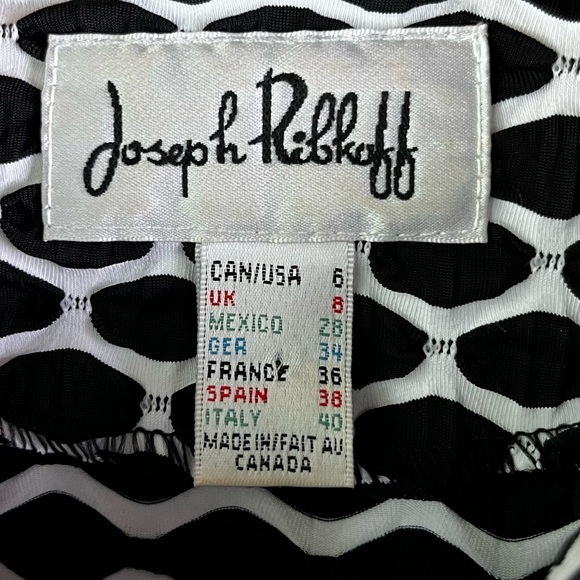 Joseph Ribkoff
CAN/USA 6
UK 8
MEXICO 28
GER 34
FRANCE 36
SPAIN 38
ITALY 40
MADE IN/FAIT AU
CANADA